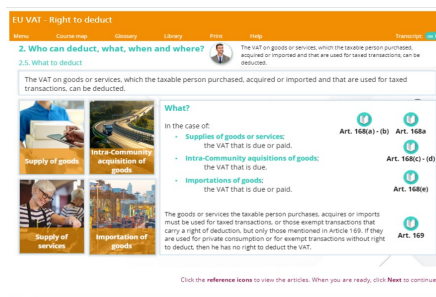 EU VAT - Right to deduct
Menu Course map Glossary Library Print Help Transcript:
2. Who can deduct, what, when and where?
2.5. What to deduct
The VAT on goods or services, which the taxable person purchased,
acquired or imported and that are used for taxed transactions, can be
deducted.
The VAT on goods or services, which the taxable person purchased, acquired or imported and that are used for taxed
transactions, can be deducted.
Supply of goods
Intra-Community
acquisition of
goods
Supply of
services
Importation of
goods
What?
In the case of:
- Supplies of goods or services;
the VAT that is due or paid.
- Intra-Community aquisitions of goods;
the VAT that is due.
- Importations of goods;
the VAT that is due or paid.
The goods or services the taxable person purchases, acquires or imports
must be used for taxed transactions, or those exempt transactions that
carry a right of deduction, but only those mentioned in Article 169. If they
are used for private consumption or for exempt transactions without right
to deduct, then he has no right to deduct the VAT.
Art. 168(a) - (b)
Art. 168a
Art. 168(c) - (d)
Art. 168(e)
Art. 169
Click the reference icons to view the articles. When you are ready, click Next to continue